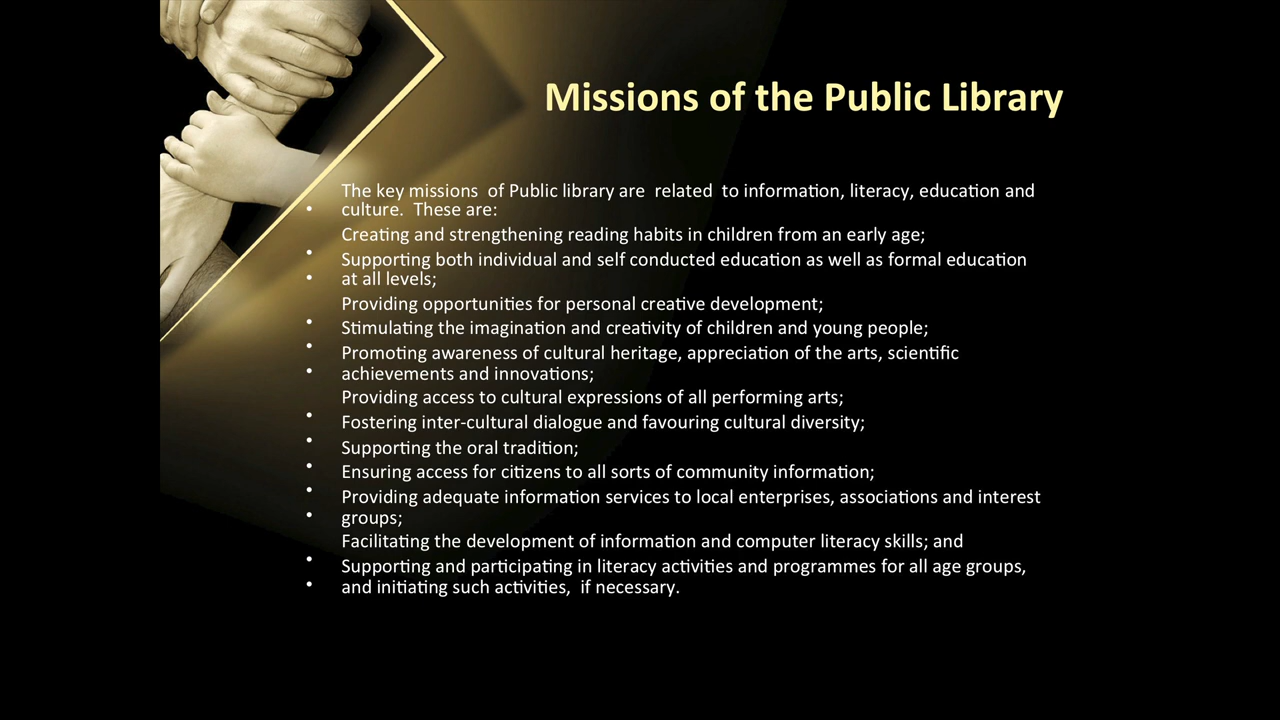 Missions of the Public Library
The key missions  of Public library are  related  to information, literacy, education and
• culture.  These are:
Creating and strengthening reading habits in children from an early age;
• Supporting both individual and self conducted education as well as formal education
• at all levels;
Providing opportunities for personal creative development;
• Stimulating the imagination and creativity of children and young people;
• Promoting awareness of cultural heritage, appreciation of the arts, scientific
• achievements and innovations;
Providing access to cultural expressions of all performing arts;
• Fostering inter-cultural dialogue and favouring cultural diversity;
• Supporting the oral tradition;
• Ensuring access for citizens to all sorts of community information;
• Providing adequate information services to local enterprises, associations and interest
• groups;
Facilitating the development of information and computer literacy skills; and
• Supporting and participating in literacy activities and programmes for all age groups,
• and initiating such activities,  if necessary.